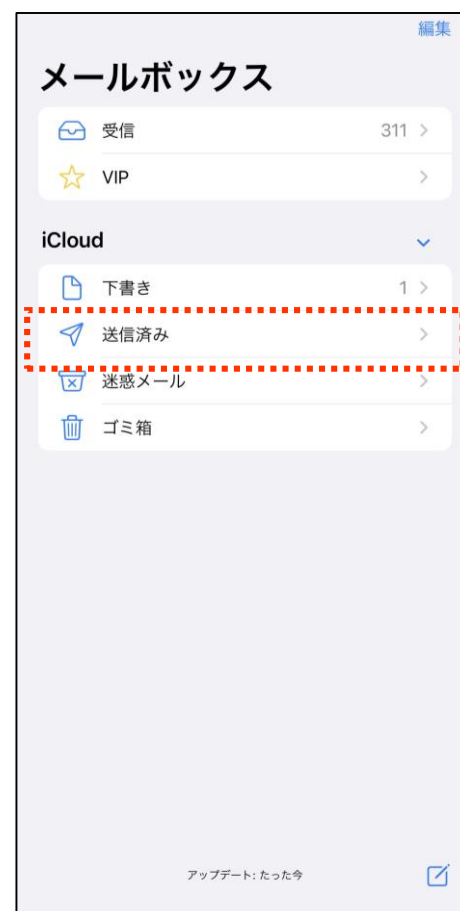 編集
メールボックス
受信 311
VIP
iCloud
下書き 1
送信済み
迷惑メール
ゴミ箱
アップデート: たった今